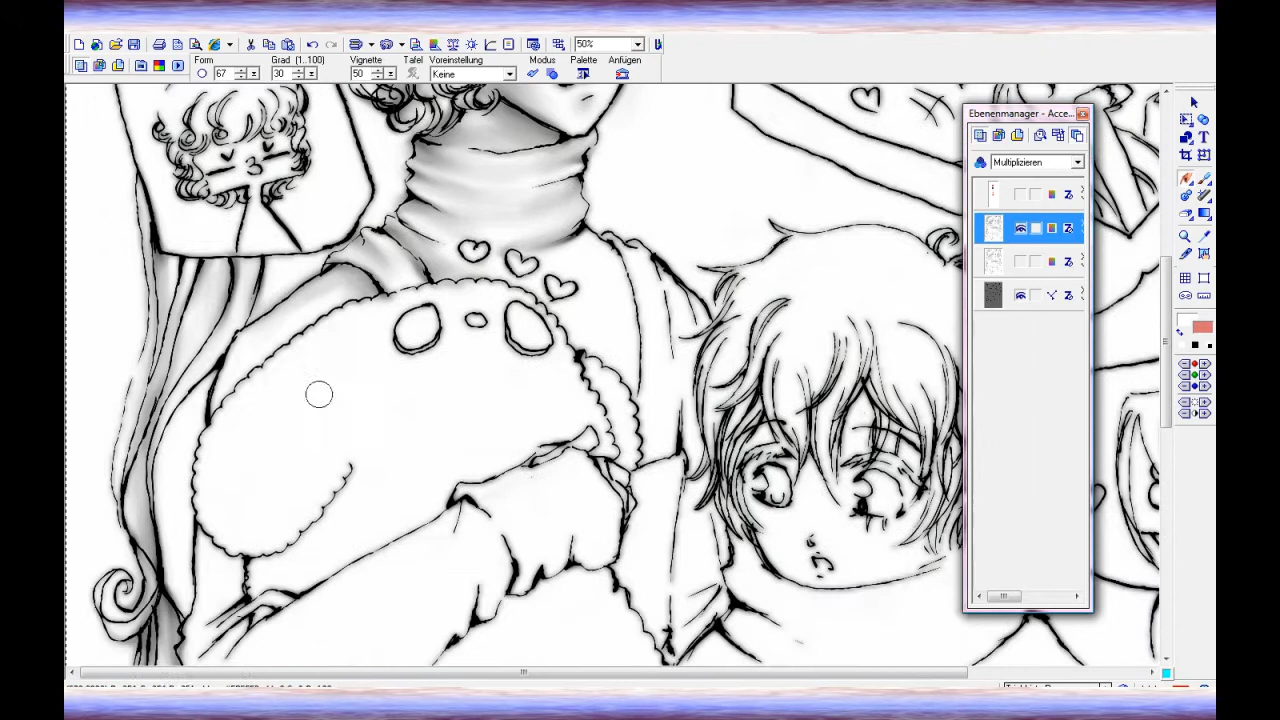 50%
Form Grad (1..100) Vignette Tafel Voreinstellung Modus Palette Anfügen
67 30 50 Keine
Ebenenmanager - Acce...
Multiplizieren